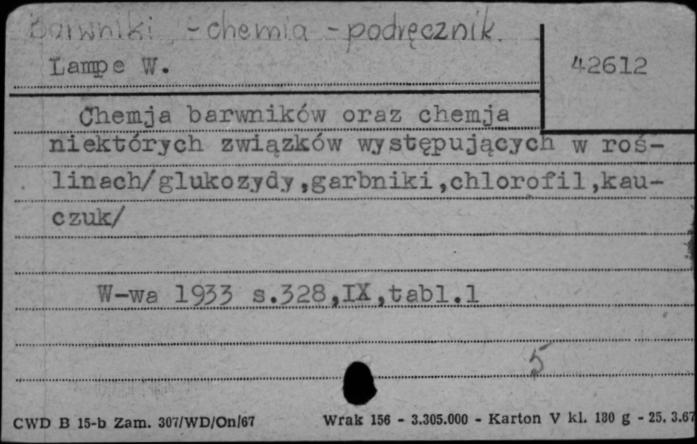 Barwniki - chemia - podręcznik.
Lampe W.
42612
Chemja barwników oraz chemja
niektórych związków występujących w roś-
linach/glukozydy,garbniki,chlorofil,kau-
czuk/
W-wa 1933 s.328,IX,tabl.1
5
CWD B 15-b Zam. 307/WD/On/67 Wrak 156 - 3.305.000 - Karton V kl. 180 g - 25. 3.67